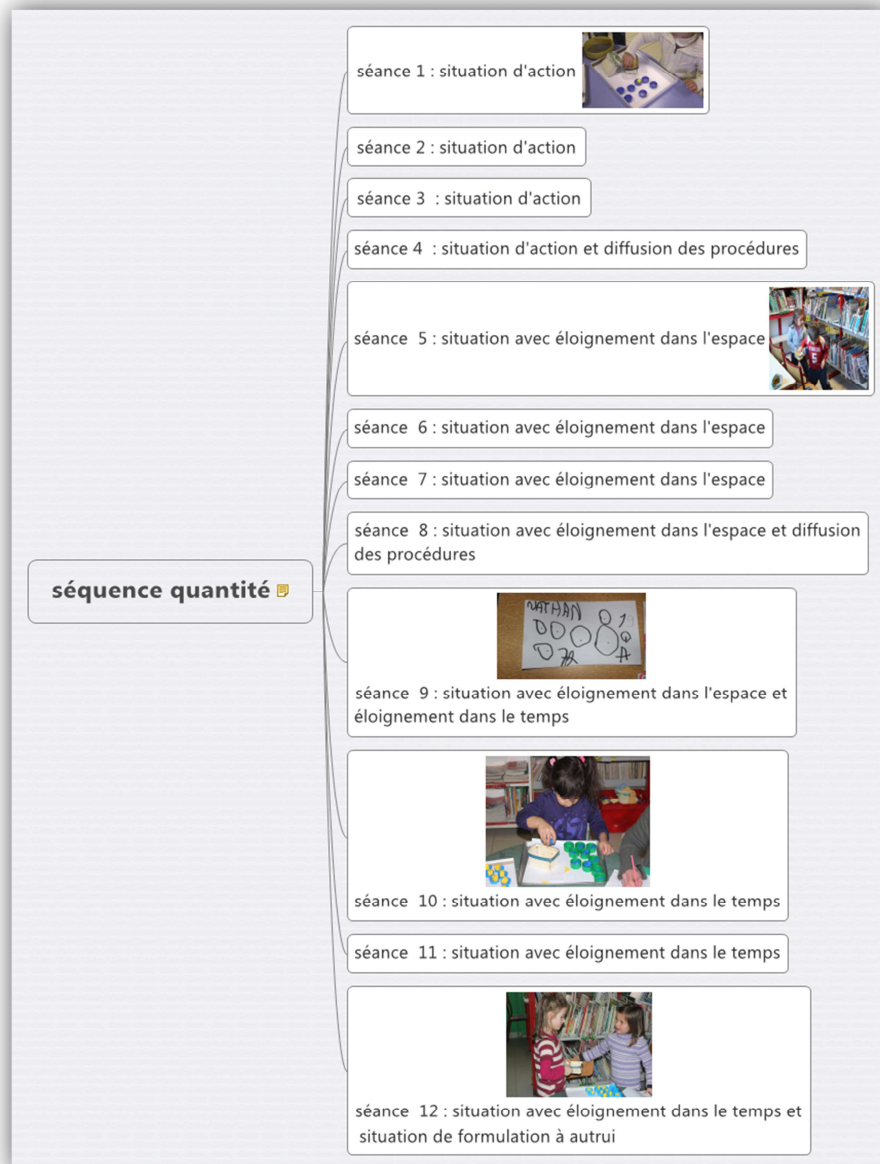 séance 1 : situation d'action
séance 2 : situation d'action
séance 3  : situation d'action
séance 4  : situation d'action et diffusion des procédures
séance  5 : situation avec éloignement dans l'espace
5
séance  6 : situation avec éloignement dans l'espace
séance  7 : situation avec éloignement dans l'espace
séance  8 : situation avec éloignement dans l'espace et diffusion
des procédures
séquence quantité
NATHAN
séance  9 : situation avec éloignement dans l'espace et
éloignement dans le temps
séance  10 : situation avec éloignement dans le temps
séance  11 : situation avec éloignement dans le temps
séance  12 : situation avec éloignement dans le temps et
situation de formulation à autrui